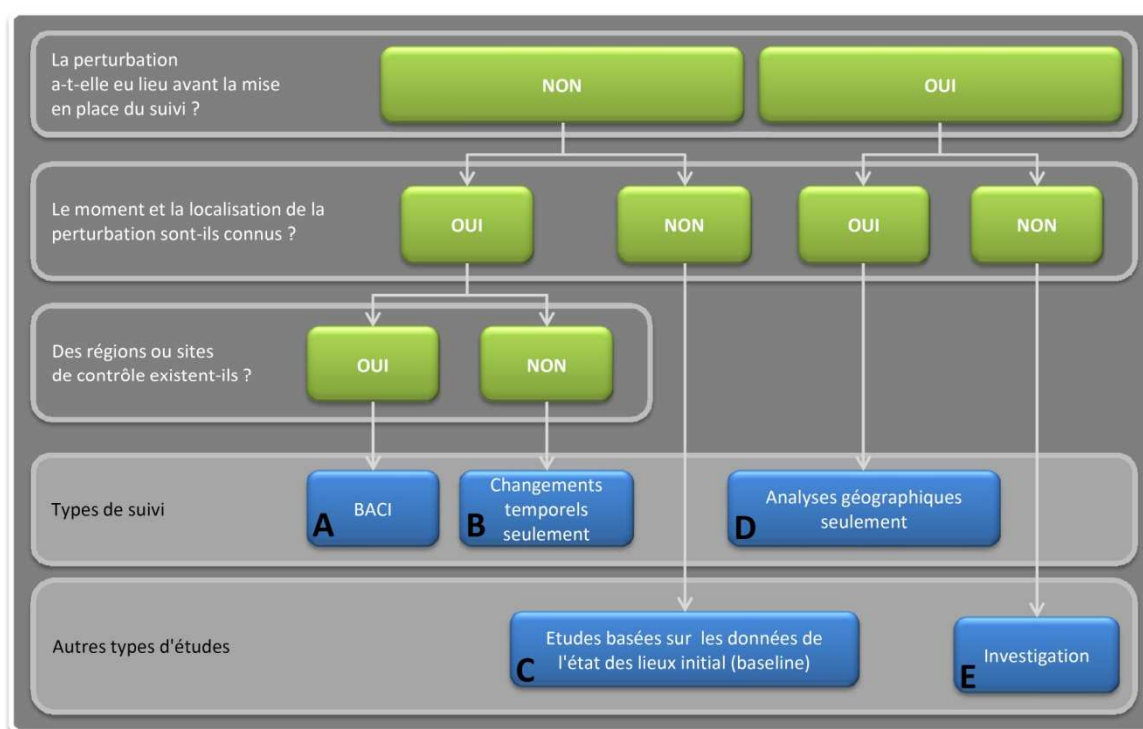 La perturbation
a-t-elle eu lieu avant la mise
en place du suivi ?
NON
OUI
Le moment et la localisation de la
perturbation sont-ils connus ?
OUI
NON
OUI
NON
Des régions ou sites
de contrôle existent-ils ?
OUI
NON
Types de suivi
A
BACI
B
Changements
temporels
seulement
D
Analyses géographiques
seulement
Autres types d'études
C
Etudes basées sur les données de
l'état des lieux initial (baseline)
E
Investigation